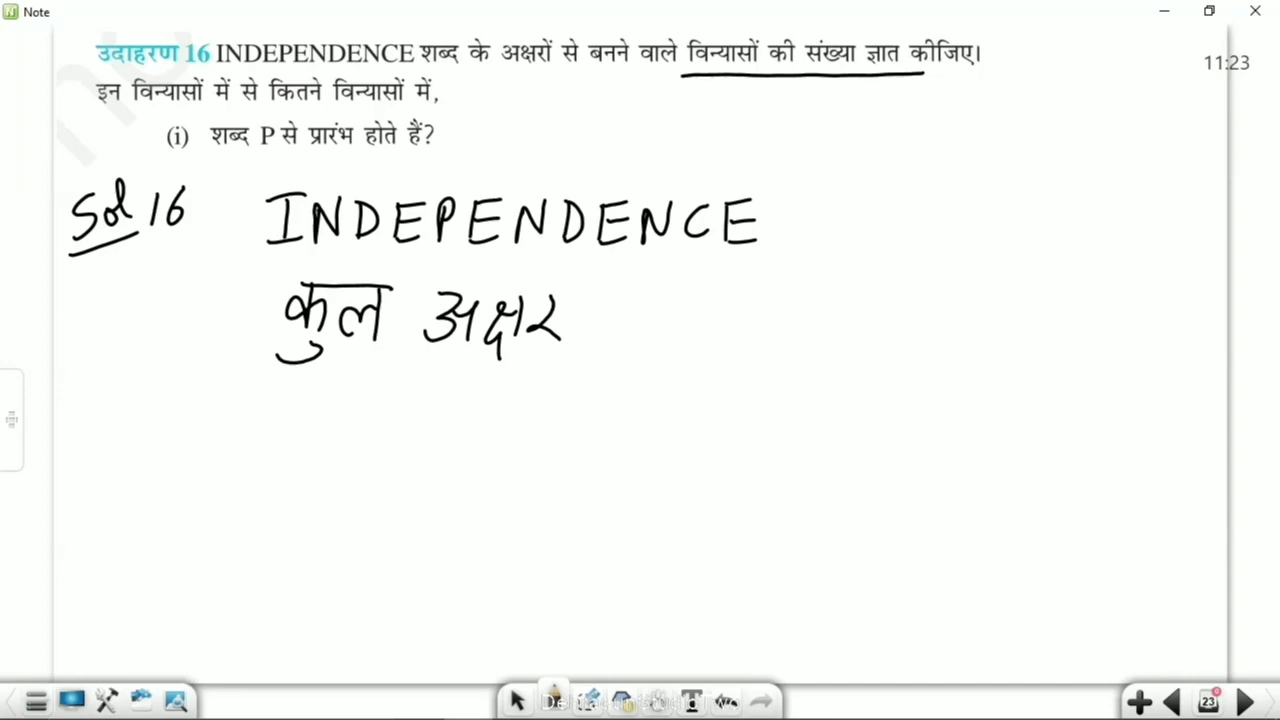 Note
उदाहरण 16 INDEPENDENCE शब्द के अक्षरों से बनने वाले विन्यासों की संख्या ज्ञात कीजिए।
11:23
इन विन्यासों में से कितने विन्यासों में,
(i) शब्द P से प्रारंभ होते हैं?
Sol 16 INDEPENDENCE
कुल अक्षर
23